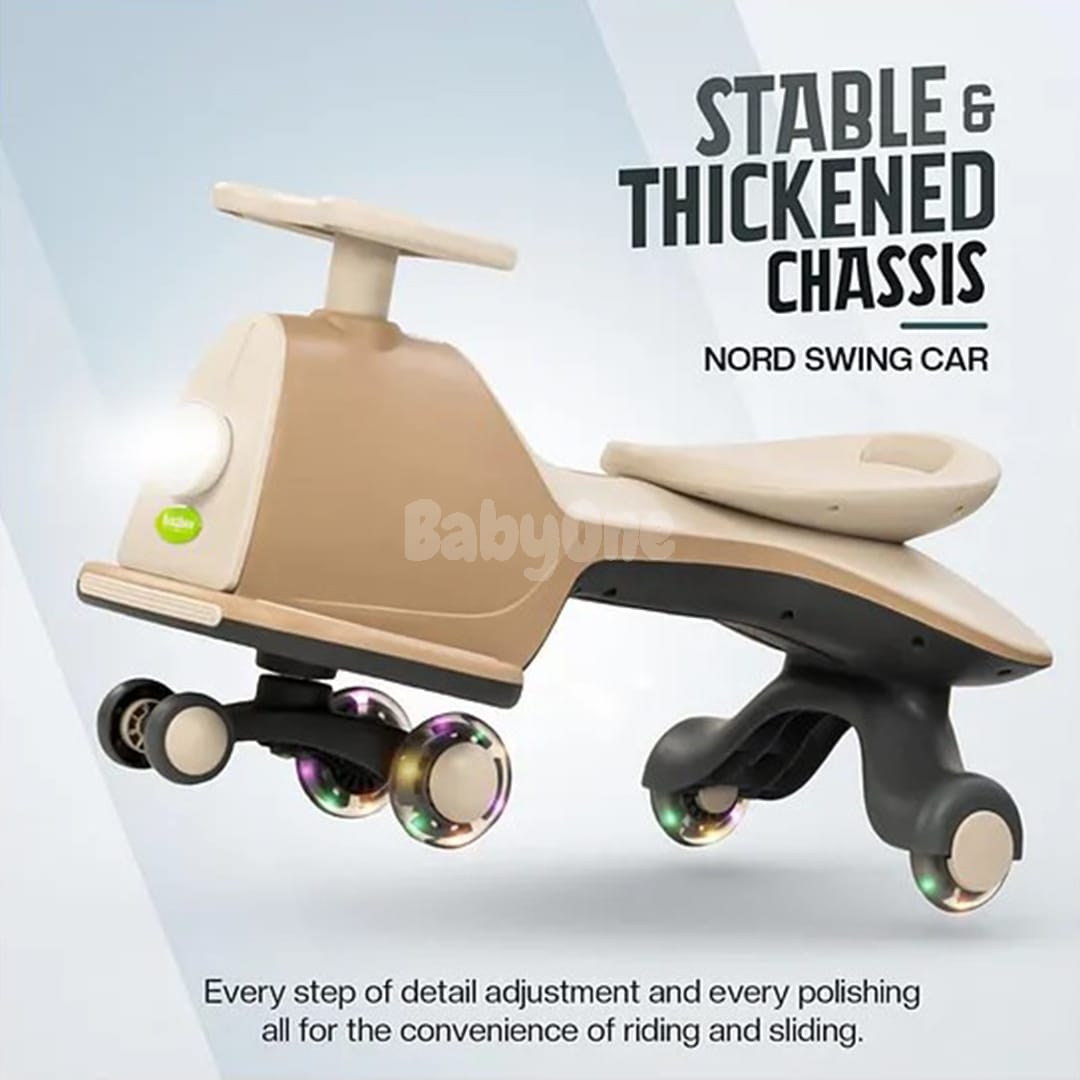 STABLE &
THICKENED
CHASSIS
NORD SWING CAR
BabyOne
Every step of detail adjustment and every polishing
all for the convenience of riding and sliding.